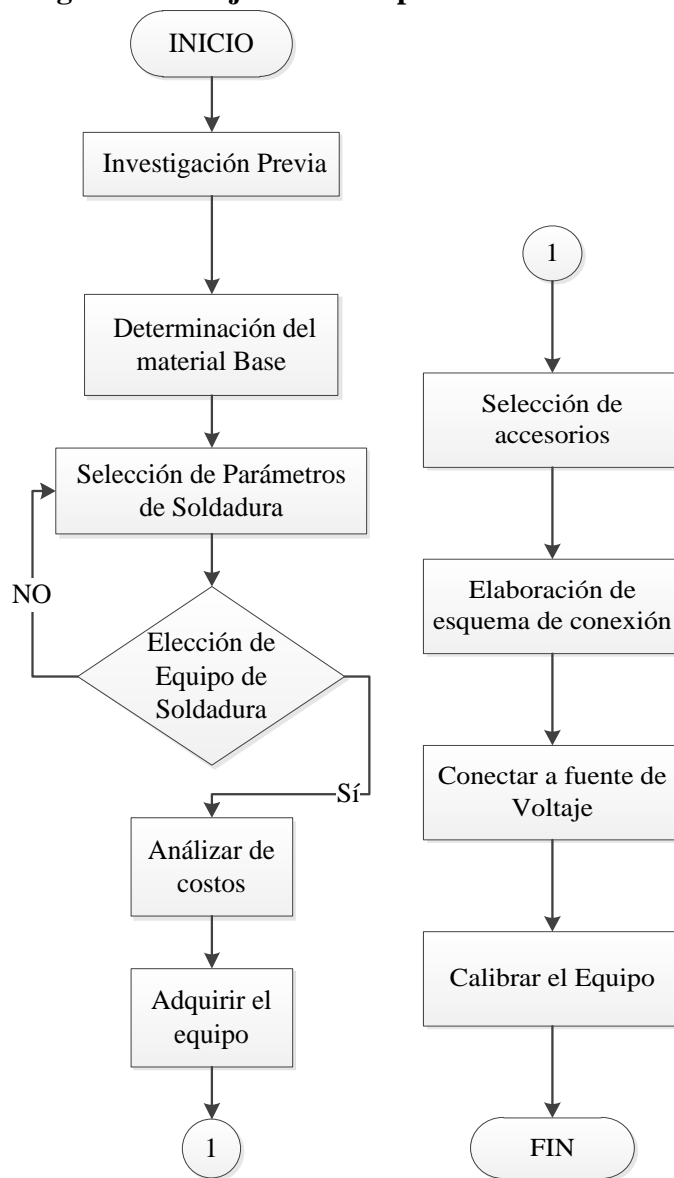 INICIO
Investigación Previa
Determinación del
material Base
Selección de Parámetros
de Soldadura
NO
Elección de
Equipo de
Soldadura
Sí
Análizar de
costos
Adquirir el
equipo
1
1
Selección de
accesorios
Elaboración de
esquema de conexión
Conectar a fuente de
Voltaje
Calibrar el Equipo
FIN